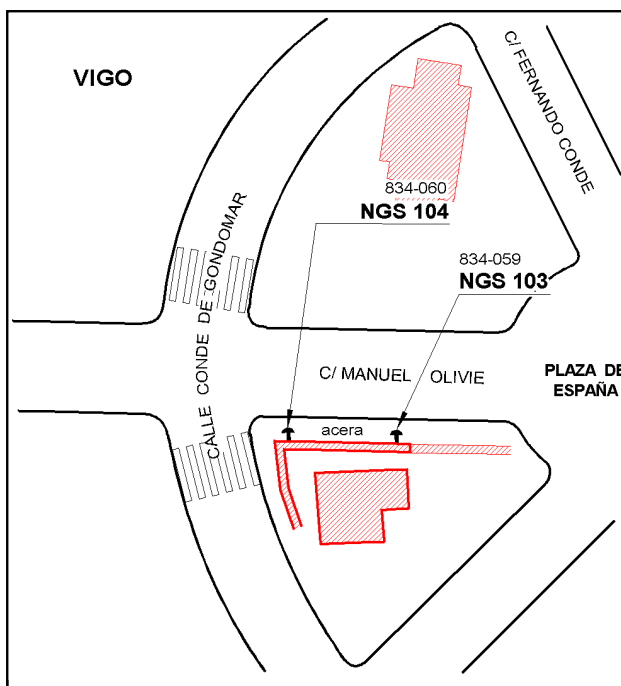 VIGO
C/ FERNANDO CONDE
834-060
NGS 104
834-059
NGS 103
CALLE CONDE DE GONDOMAR
C/ MANUEL OLIVIE
PLAZA DE
ESPAÑA
acera